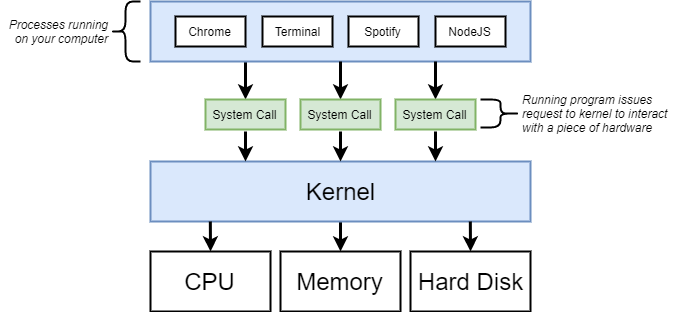 Processes running
on your computer
Chrome
Terminal
Spotify
NodeJS
System Call
System Call
System Call
Running program issues
request to kernel to interact
with a piece of hardware
Kernel
CPU
Memory
Hard Disk